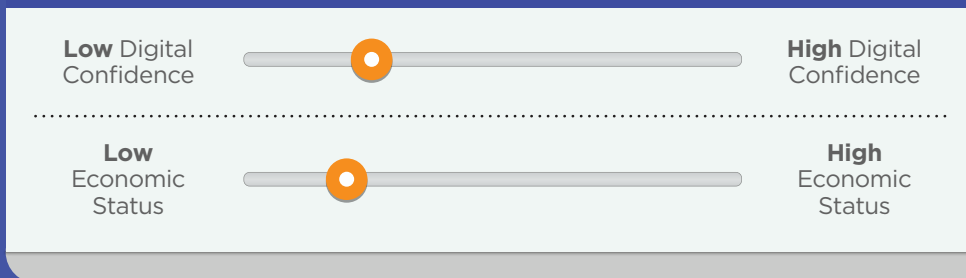 Low Digital
Confidence
High Digital
Confidence
Low
Economic
Status
High
Economic
Status